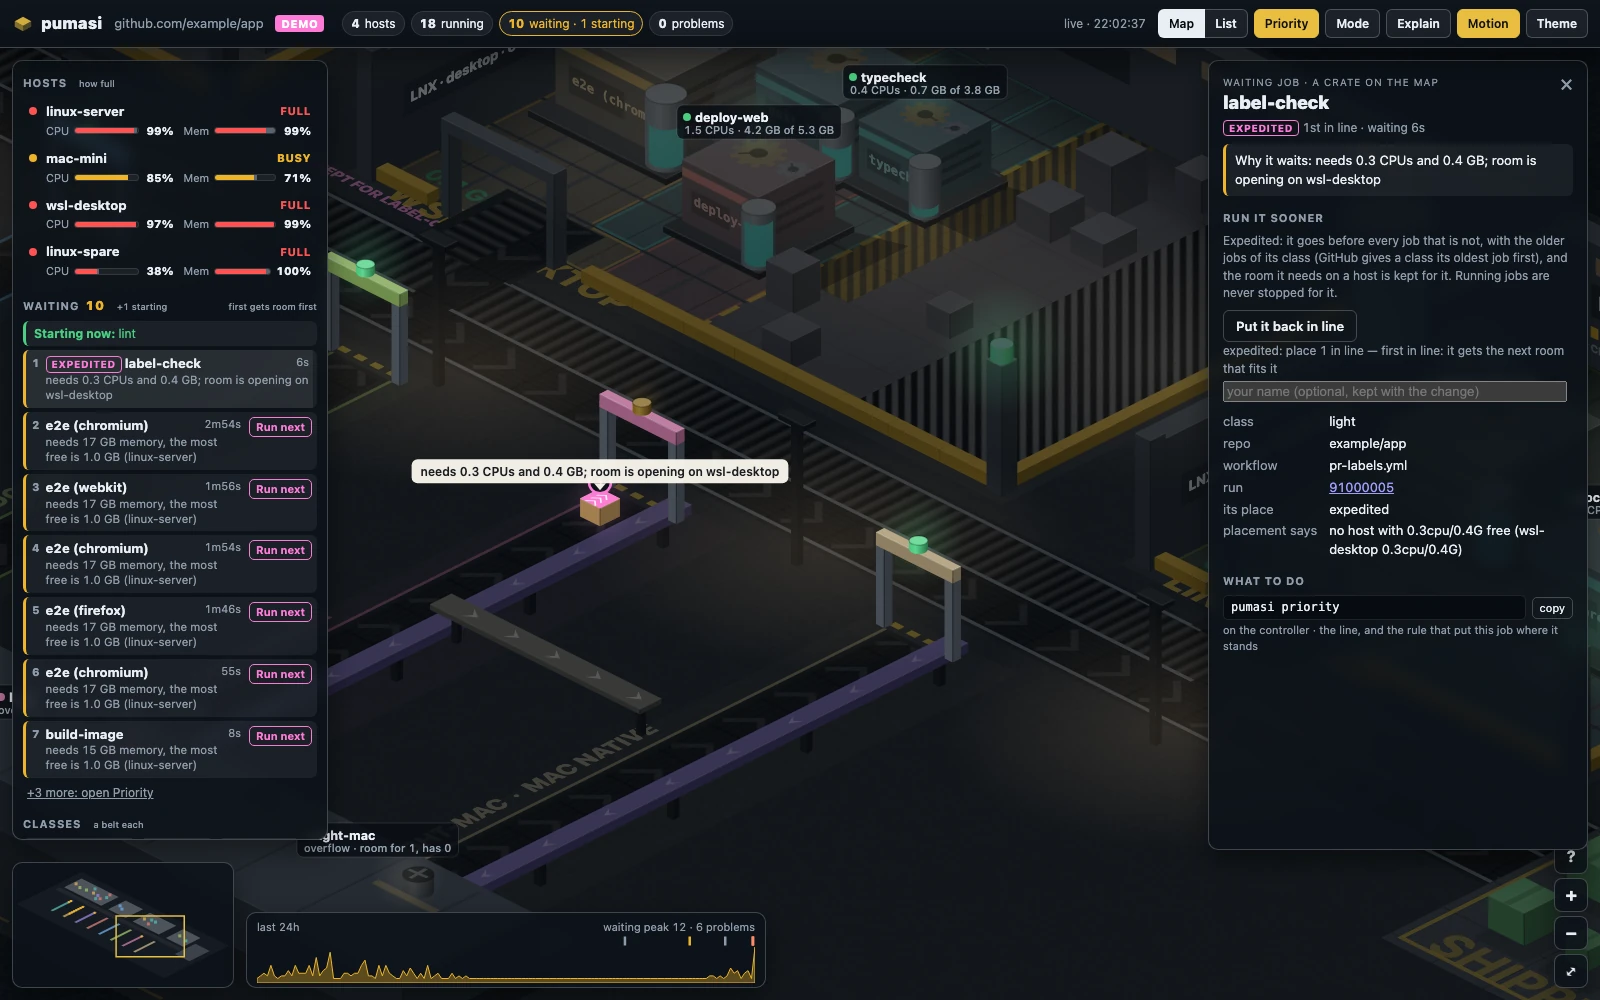 pumasi github.com/example/app DEMO 4 hosts 18 running 10 waiting · 1 starting 0 problems live · 22:02:37 Map List Priority Mode Explain Motion Theme
HOSTS how full
linux-server FULL
CPU 99% Mem 99%
mac-mini BUSY
CPU 85% Mem 71%
wsl-desktop FULL
CPU 97% Mem 99%
linux-spare FULL
CPU 38% Mem 100%
WAITING 10 +1 starting first gets room first
Starting now: lint
1 EXPEDITED label-check 6s
needs 0.3 CPUs and 0.4 GB; room is opening on
wsl-desktop
2 e2e (chromium) 2m54s Run next
needs 17 GB memory, the most
free is 1.0 GB (linux-server)
3 e2e (webkit) 1m56s Run next
needs 17 GB memory, the most
free is 1.0 GB (linux-server)
4 e2e (chromium) 1m54s Run next
needs 17 GB memory, the most
free is 1.0 GB (linux-server)
5 e2e (firefox) 1m46s Run next
needs 17 GB memory, the most
free is 1.0 GB (linux-server)
6 e2e (chromium) 55s Run next
needs 17 GB memory, the most
free is 1.0 GB (linux-server)
7 build-image 8s Run next
needs 15 GB memory, the most
free is 1.0 GB (linux-server)
+3 more: open Priority
CLASSES a belt each
LNX · desktop
e2e (chrom
typecheck
0.4 CPUs · 0.7 GB of 3.8 GB
deploy-web
1.5 CPUs · 4.2 GB of 5.3 GB
typec
deploy-
needs 0.3 CPUs and 0.4 GB; room is opening on wsl-desktop
MAC · MAC NATIVE
ght-mac
overflow · room for 1, has 0
last 24h waiting peak 12 · 6 problems
WAITING JOB · A CRATE ON THE MAP
label-check
EXPEDITED 1st in line · waiting 6s
Why it waits: needs 0.3 CPUs and 0.4 GB; room is
opening on wsl-desktop
RUN IT SOONER
Expedited: it goes before every job that is not, with the older
jobs of its class (GitHub gives a class its oldest job first), and
the room it needs on a host is kept for it. Running jobs are
never stopped for it.
Put it back in line
expedited: place 1 in line — first in line: it gets the next room
that fits it
your name (optional, kept with the change)
class light
repo example/app
workflow pr-labels.yml
run 91000005
its place expedited
placement says no host with 0.3cpu/0.4G free (wsl-
desktop 0.3cpu/0.4G)
WHAT TO DO
pumasi priority copy
on the controller · the line, and the rule that put this job where it
stands
?
+
−